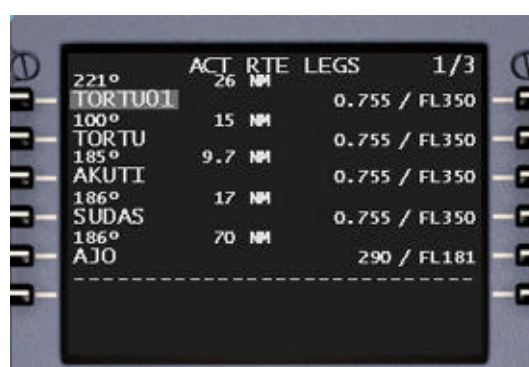 ACT RTE LEGS 1/3
221° 26 NM
TORTU01 0.755 / FL350
100° 15 NM
TORTU 0.755 / FL350
185° 9.7 NM
AKUTI 0.755 / FL350
186° 17 NM
SUDAS 0.755 / FL350
186° 70 NM
AJO 290 / FL181
--------------------------------